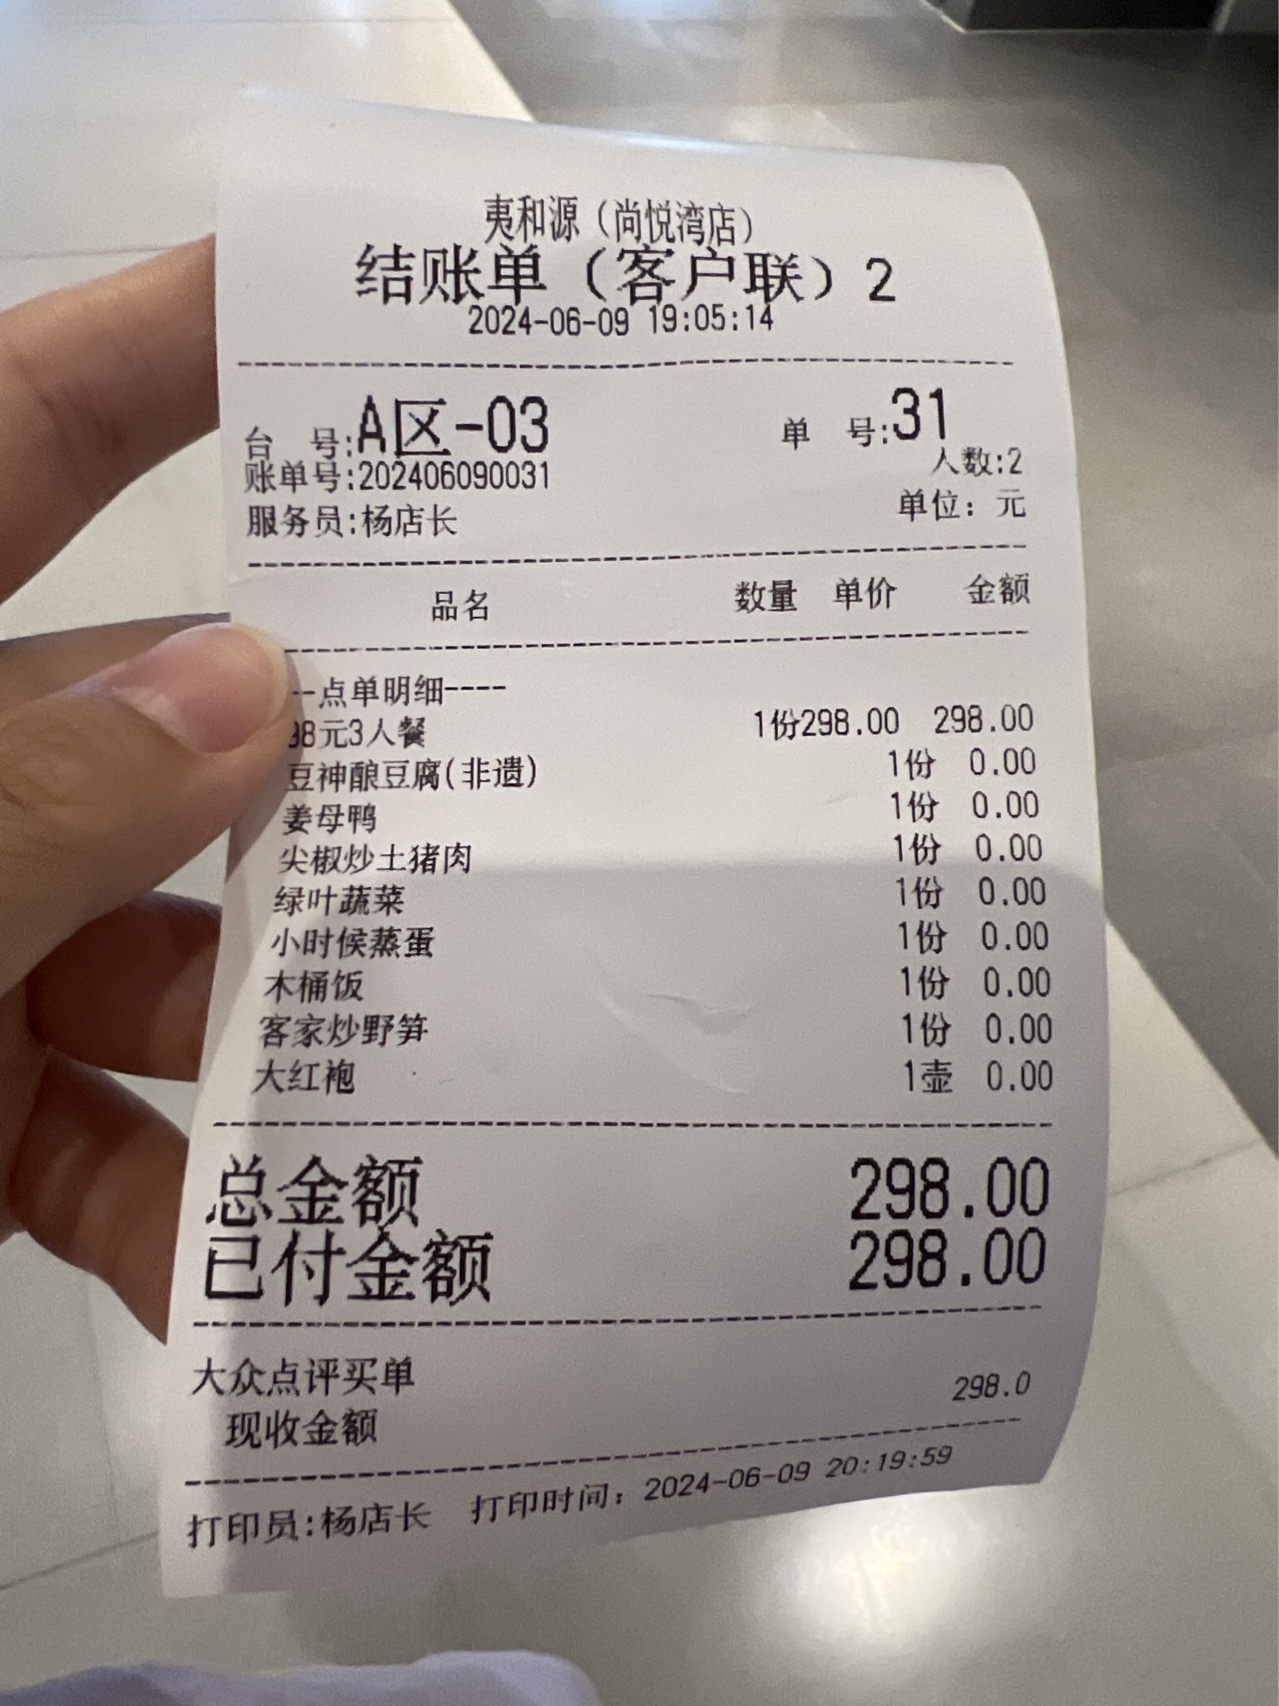 夷和源（尚悦湾店）
结账单（客户联）2
2024-06-09 19:05:14
台 号:A区-03 单 号:31
人数:2
账单号:202406090031
服务员:杨店长 单位：元
品名 数量 单价 金额
--点单明细----
98元3人餐 1份298.00 298.00
豆神酿豆腐(非遗) 1份 0.00
姜母鸭 1份 0.00
尖椒炒土猪肉 1份 0.00
绿叶蔬菜 1份 0.00
小时候蒸蛋 1份 0.00
木桶饭 1份 0.00
客家炒野笋 1份 0.00
大红袍 1壶 0.00
总金额 298.00
已付金额 298.00
大众点评买单 298.0
现收金额
打印员:杨店长 打印时间：2024-06-09 20:19:59